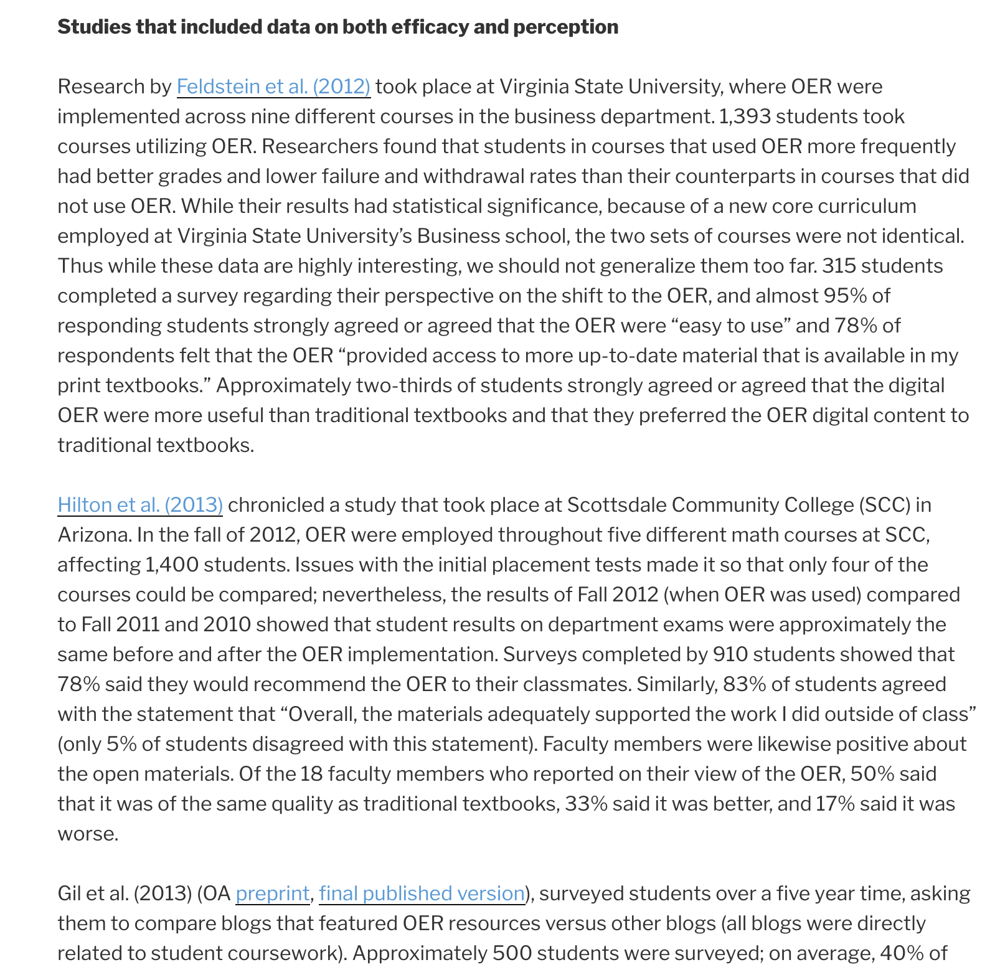 Studies that included data on both efficacy and perception
Research by Feldstein et al. (2012) took place at Virginia State University, where OER were
implemented across nine different courses in the business department. 1,393 students took
courses utilizing OER. Researchers found that students in courses that used OER more frequently
had better grades and lower failure and withdrawal rates than their counterparts in courses that did
not use OER. While their results had statistical significance, because of a new core curriculum
employed at Virginia State University’s Business school, the two sets of courses were not identical.
Thus while these data are highly interesting, we should not generalize them too far. 315 students
completed a survey regarding their perspective on the shift to the OER, and almost 95% of
responding students strongly agreed or agreed that the OER were “easy to use” and 78% of
respondents felt that the OER “provided access to more up-to-date material that is available in my
print textbooks.” Approximately two-thirds of students strongly agreed or agreed that the digital
OER were more useful than traditional textbooks and that they preferred the OER digital content to
traditional textbooks.
Hilton et al. (2013) chronicled a study that took place at Scottsdale Community College (SCC) in
Arizona. In the fall of 2012, OER were employed throughout five different math courses at SCC,
affecting 1,400 students. Issues with the initial placement tests made it so that only four of the
courses could be compared; nevertheless, the results of Fall 2012 (when OER was used) compared
to Fall 2011 and 2010 showed that student results on department exams were approximately the
same before and after the OER implementation. Surveys completed by 910 students showed that
78% said they would recommend the OER to their classmates. Similarly, 83% of students agreed
with the statement that “Overall, the materials adequately supported the work I did outside of class”
(only 5% of students disagreed with this statement). Faculty members were likewise positive about
the open materials. Of the 18 faculty members who reported on their view of the OER, 50% said
that it was of the same quality as traditional textbooks, 33% said it was better, and 17% said it was
worse.
Gil et al. (2013) (OA preprint, final published version), surveyed students over a five year time, asking
them to compare blogs that featured OER resources versus other blogs (all blogs were directly
related to student coursework). Approximately 500 students were surveyed; on average, 40% of